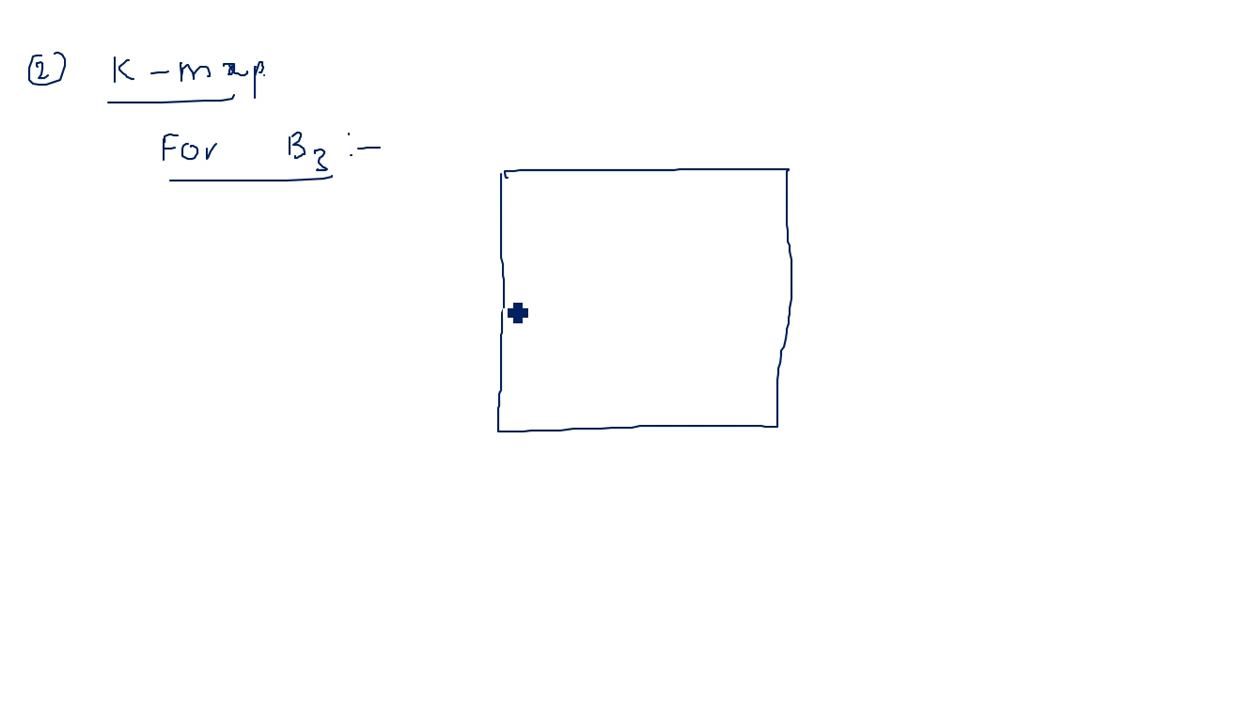 ② K-map
For B₃ :-